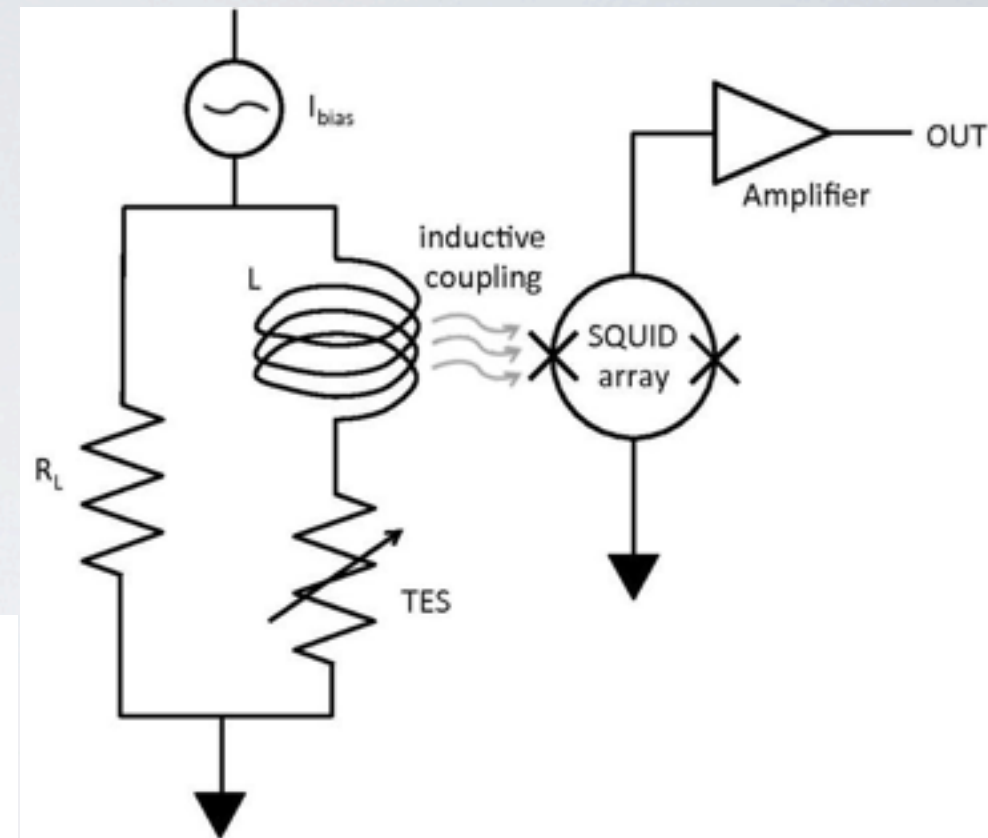 I_bias
OUT
Amplifier
inductive
coupling
L
SQUID
array
R_L
TES